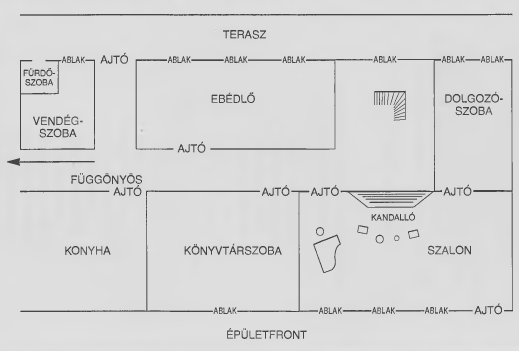 TERASZ
ABLAK AJTÓ ABLAK ABLAK ABLAK ABLAK ABLAK ABLAK
FÜRDŐ-
SZOBA
EBÉDLŐ
DOLGOZÓ-
SZOBA
VENDÉG-
SZOBA
AJTÓ
FÜGGÖNYÖS
AJTÓ AJTÓ AJTÓ AJTÓ
KANDALLÓ
KONYHA
KÖNYVTÁRSZOBA
SZALON
ABLAK ABLAK ABLAK ABLAK AJTÓ
ÉPÜLETFRONT